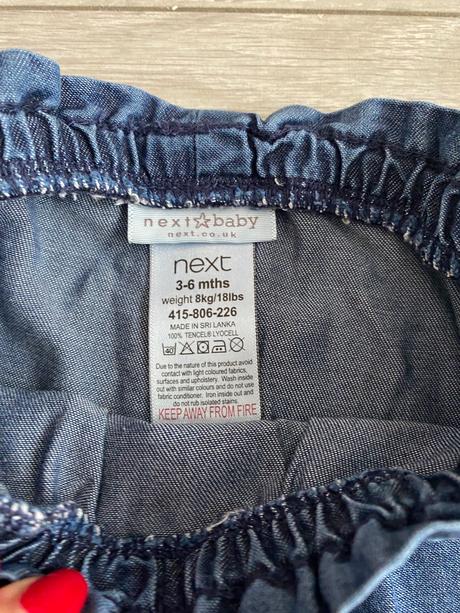 next☆baby
next.co.uk
next
3-6 mths
weight 8kg/18lbs
415-806-226
MADE IN SRI LANKA
100% TENCEL® LYOCELL
40
Due to the nature of this product avoid
contact with light coloured fabrics,
surfaces and upholstery. Wash inside
out with similar colours and do not use
fabric conditioner. Iron inside out and
do not rub isolated stains.
KEEP AWAY FROM FIRE